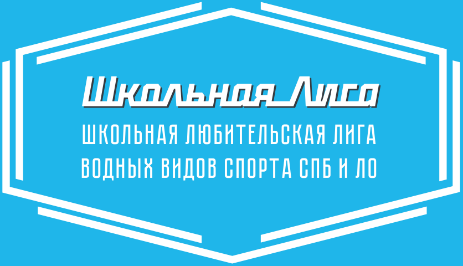 Школьная Лига
ШКОЛЬНАЯ ЛЮБИТЕЛЬСКАЯ ЛИГА
ВОДНЫХ ВИДОВ СПОРТА СПБ И ЛО